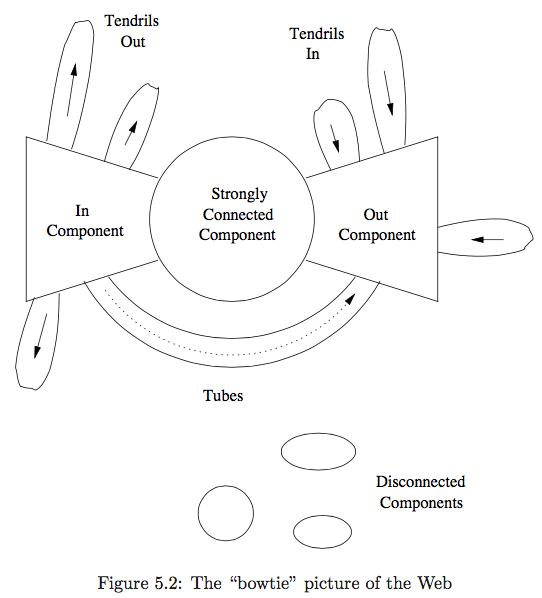 Tendrils
Out
Tendrils
In
In
Component
Strongly
Connected
Component
Out
Component
Tubes
Disconnected
Components
Figure 5.2: The “bowtie” picture of the Web